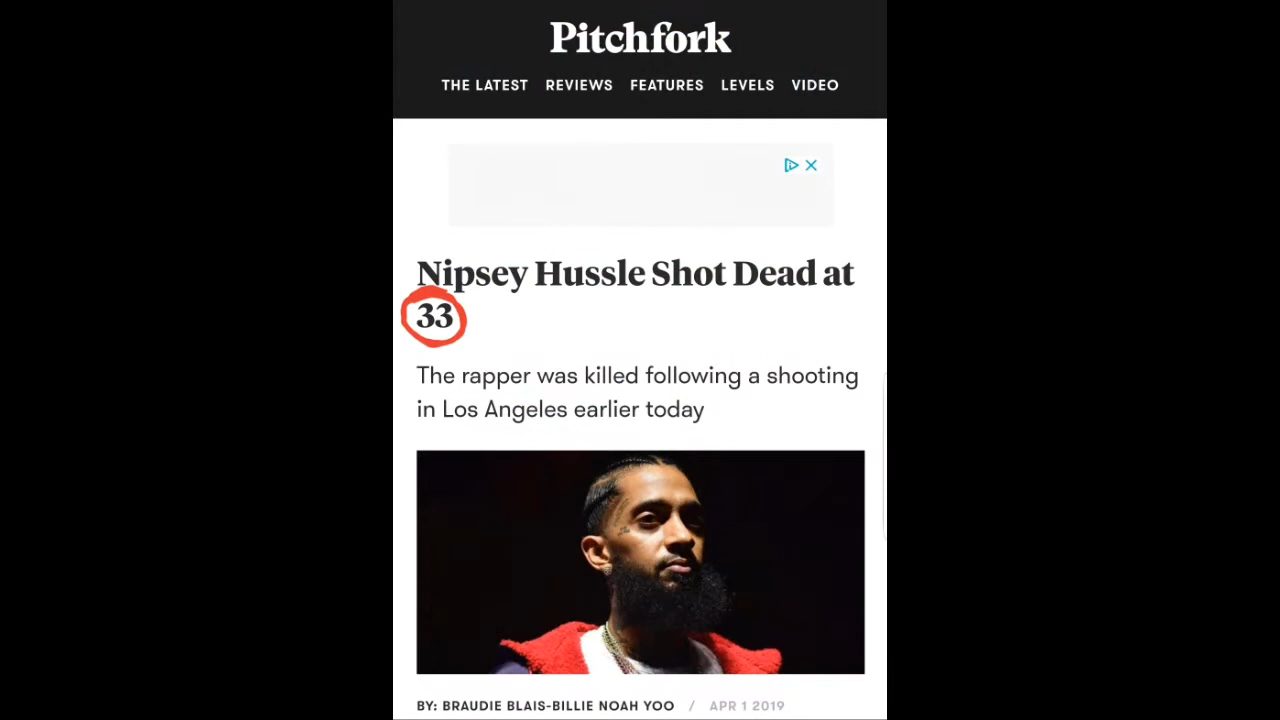 Pitchfork
THE LATEST REVIEWS FEATURES LEVELS VIDEO
Nipsey Hussle Shot Dead at
33
The rapper was killed following a shooting
in Los Angeles earlier today
BY: BRAUDIE BLAIS-BILLIE NOAH YOO / APR 1 2019